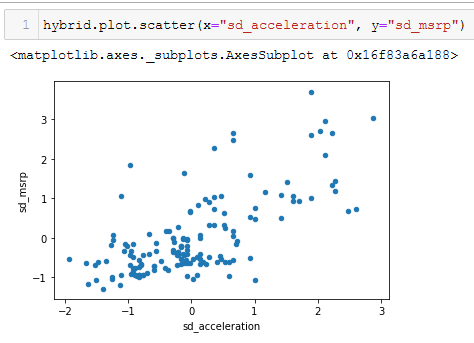 1 hybrid.plot.scatter(x="sd_acceleration", y="sd_msrp")
<matplotlib.axes._subplots.AxesSubplot at 0x16f83a6a188>
3
2
1
0
−1
sd_msrp
−2 −1 0 1 2 3
sd_acceleration